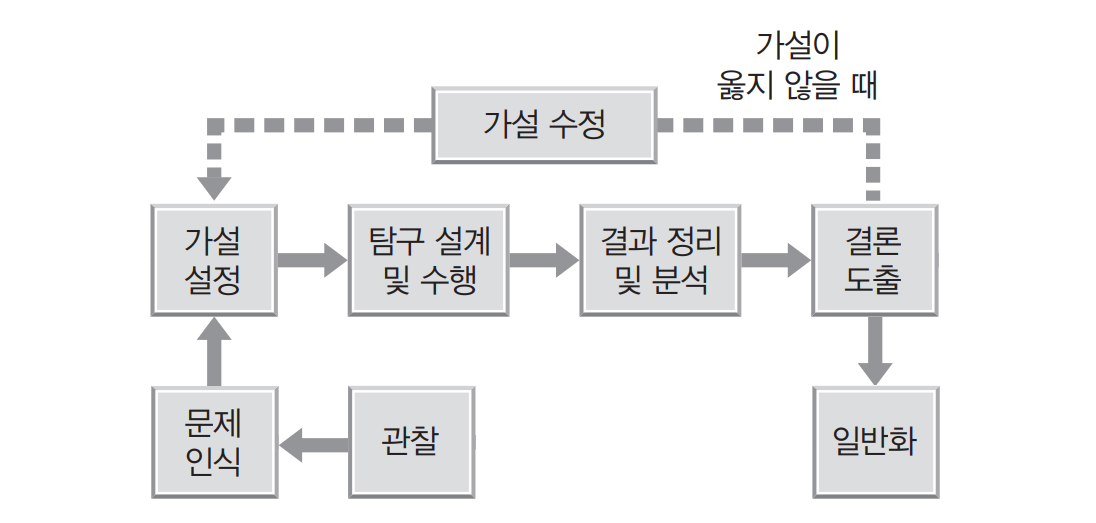 가설이
옳지 않을 때
가설 수정
가설
설정
탐구 설계
및 수행
결과 정리
및 분석
결론
도출
문제
인식
관찰
일반화